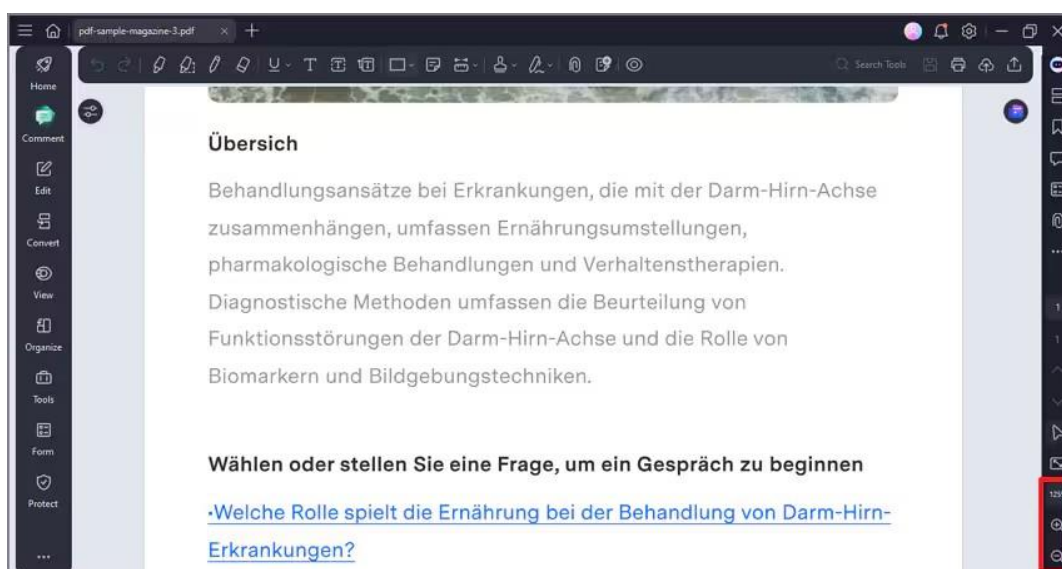 pdf-sample-magazine-3.pdf
Search Tools
Home
Comment
Edit
Convert
View
Organize
Tools
Form
Protect
Übersich
Behandlungsansätze bei Erkrankungen, die mit der Darm-Hirn-Achse
zusammenhängen, umfassen Ernährungsumstellungen,
pharmakologische Behandlungen und Verhaltenstherapien.
Diagnostische Methoden umfassen die Beurteilung von
Funktionsstörungen der Darm-Hirn-Achse und die Rolle von
Biomarkern und Bildgebungstechniken.
Wählen oder stellen Sie eine Frage, um ein Gespräch zu beginnen
•Welche Rolle spielt die Ernährung bei der Behandlung von Darm-Hirn-
Erkrankungen?
1
1